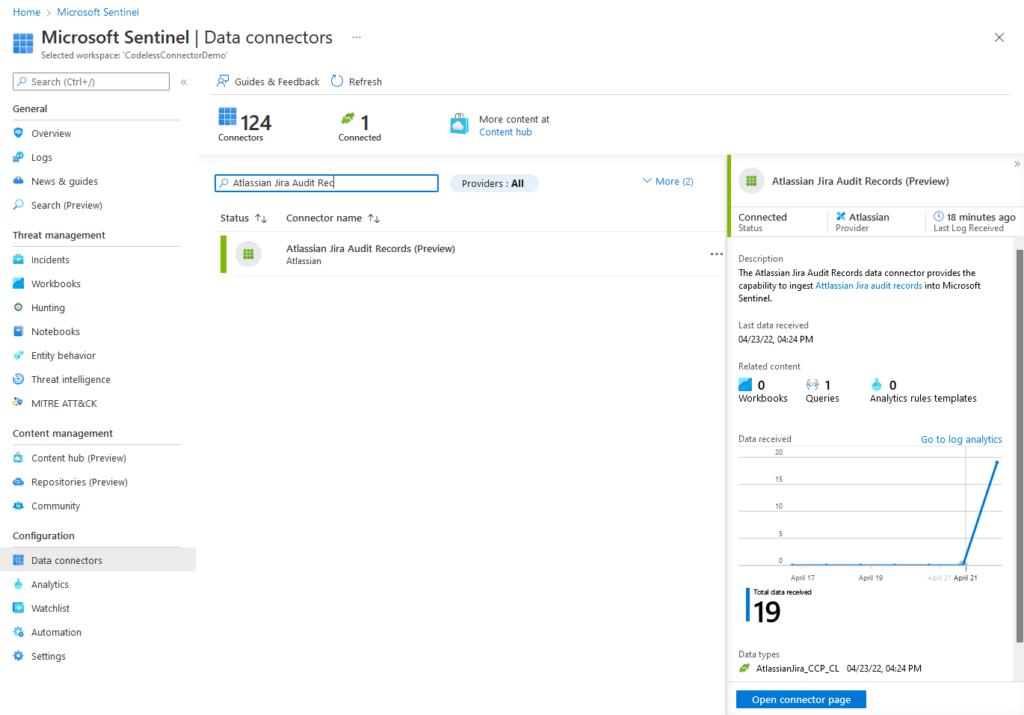 Home > Microsoft Sentinel
Microsoft Sentinel | Data connectors ...
Selected workspace: 'CodelessConnectorDemo'
Search (Ctrl+/) «
General
Overview
Logs
News & guides
Search (Preview)
Threat management
Incidents
Workbooks
Hunting
Notebooks
Entity behavior
Threat intelligence
MITRE ATT&CK
Content management
Content hub (Preview)
Repositories (Preview)
Community
Configuration
Data connectors
Analytics
Watchlist
Automation
Settings
Guides & Feedback Refresh
124
Connectors
1
Connected
More content at
Content hub
Atlassian Jira Audit Rec
Providers : All
More (2)
Status ↑↓ Connector name ↑↓
Atlassian Jira Audit Records (Preview)
Atlassian
...
»
Atlassian Jira Audit Records (Preview)
Connected
Status
Atlassian
Provider
18 minutes ago
Last Log Received
Description
The Atlassian Jira Audit Records data connector provides the
capability to ingest Attlassian Jira audit records into Microsoft
Sentinel.
Last data received
04/23/22, 04:24 PM
Related content
0
Workbooks
1
Queries
0
Analytics rules templates
Data received Go to log analytics
20
15
10
5
0
April 17 April 19 April 21 April 21
Total data received
19
Data types
AtlassianJira_CCP_CL 04/23/22, 04:24 PM
Open connector page